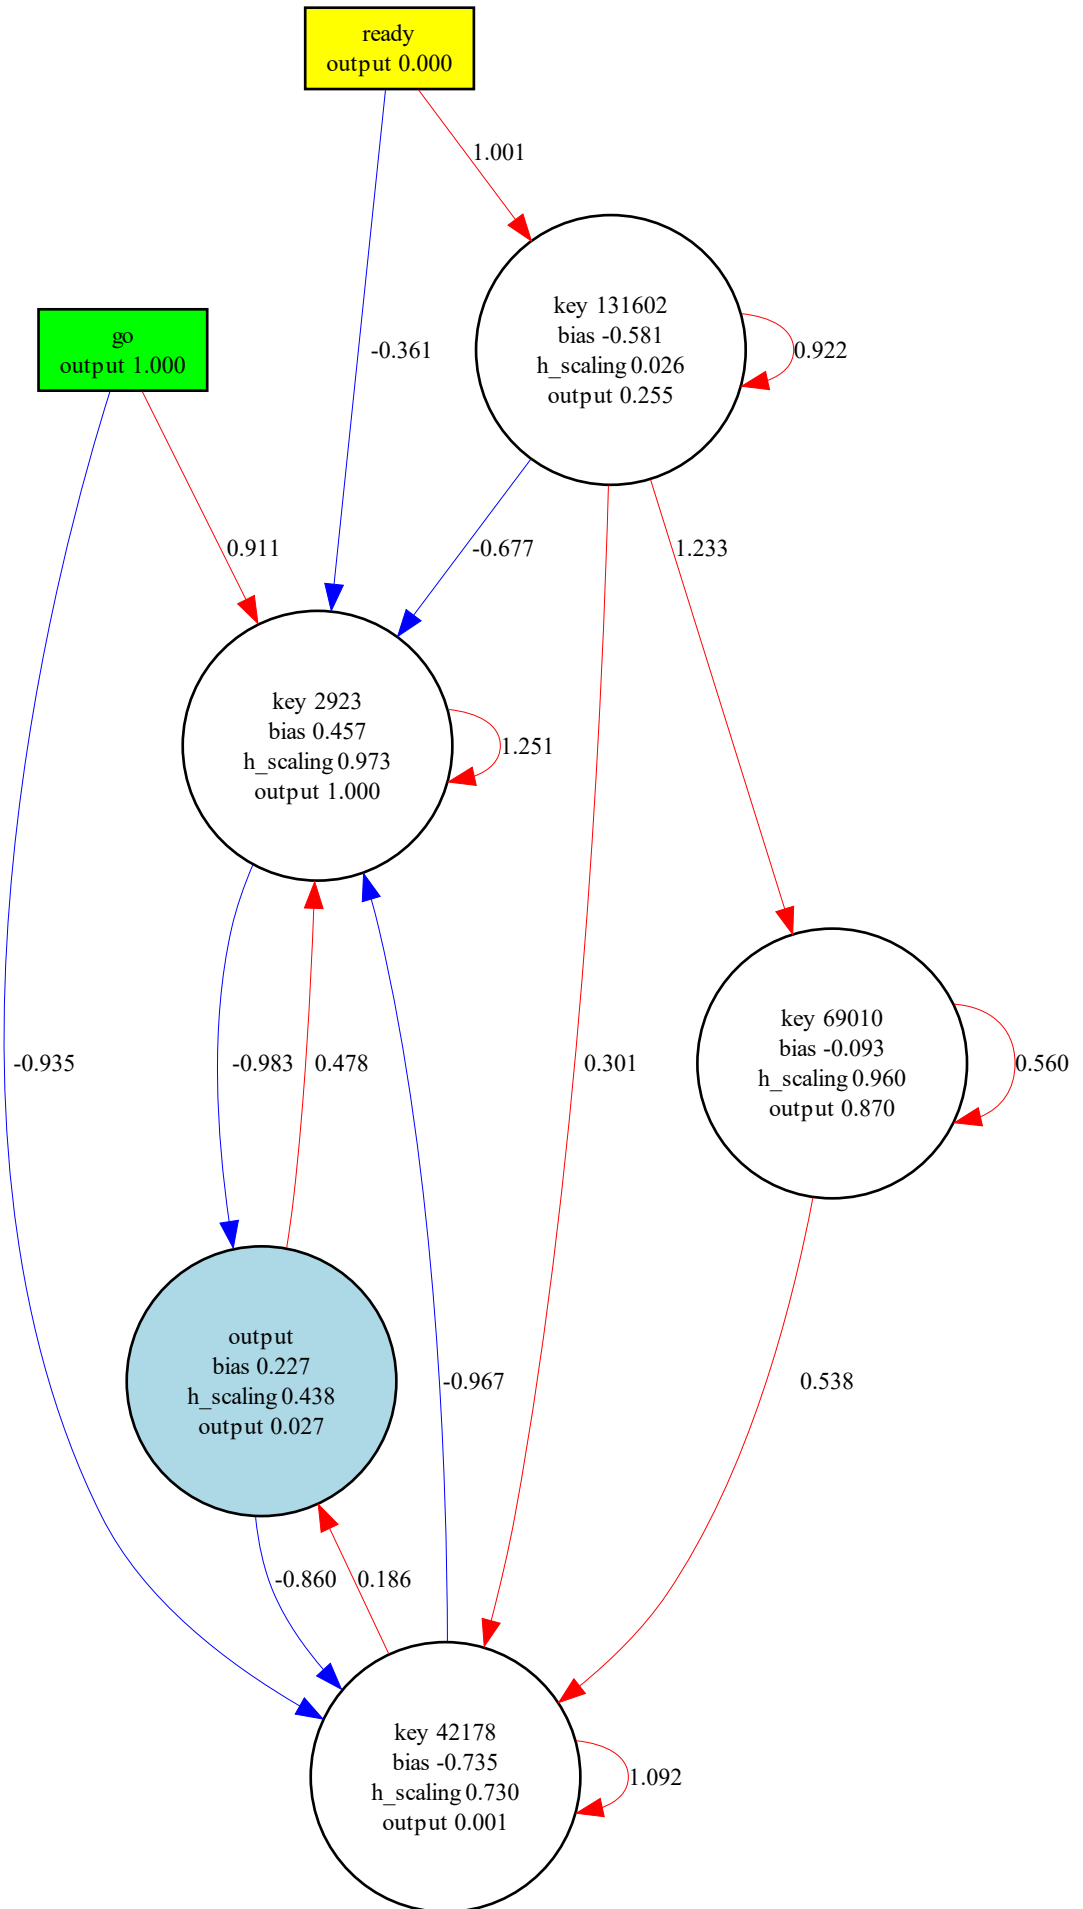 ready
output 0.000
1.001
key 131602
bias -0.581
h_scaling 0.026
output 0.255
0.922
-0.361
go
output 1.000
0.911
-0.677
1.233
key 2923
bias 0.457
h_scaling 0.973
output 1.000
1.251
key 69010
bias -0.093
h_scaling 0.960
output 0.870
0.560
-0.935
-0.983
0.478
0.301
output
bias 0.227
h_scaling 0.438
output 0.027
-0.967
0.538
-0.860
0.186
key 42178
bias -0.735
h_scaling 0.730
output 0.001
1.092